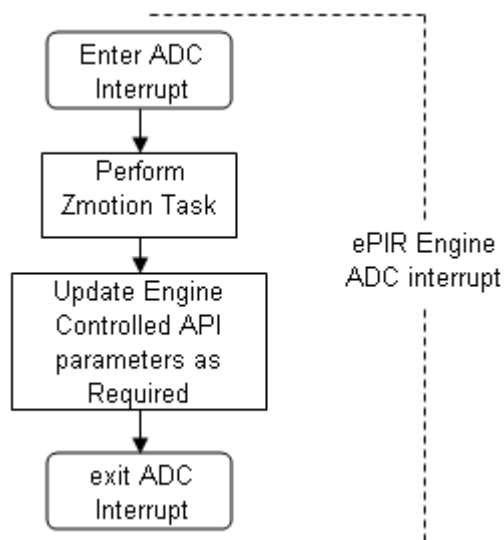 Enter ADC
Interrupt
Perform
Zmotion Task
ePIR Engine
ADC interrupt
Update Engine
Controlled API
parameters as
Required
exit ADC
Interrupt